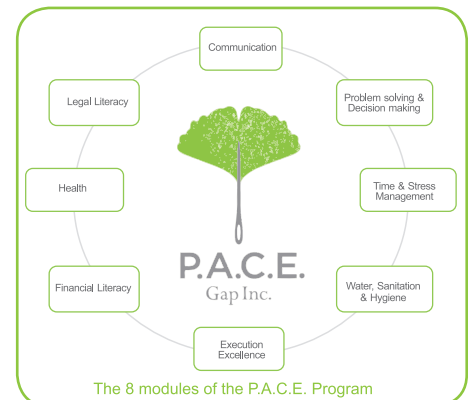 Communication
Legal Literacy
Problem solving &
Decision making
Health
Time & Stress
Management
P.A.C.E.
Gap Inc.
Financial Literacy
Water, Sanitation
& Hygiene
Execution
Excellence
The 8 modules of the P.A.C.E. Program